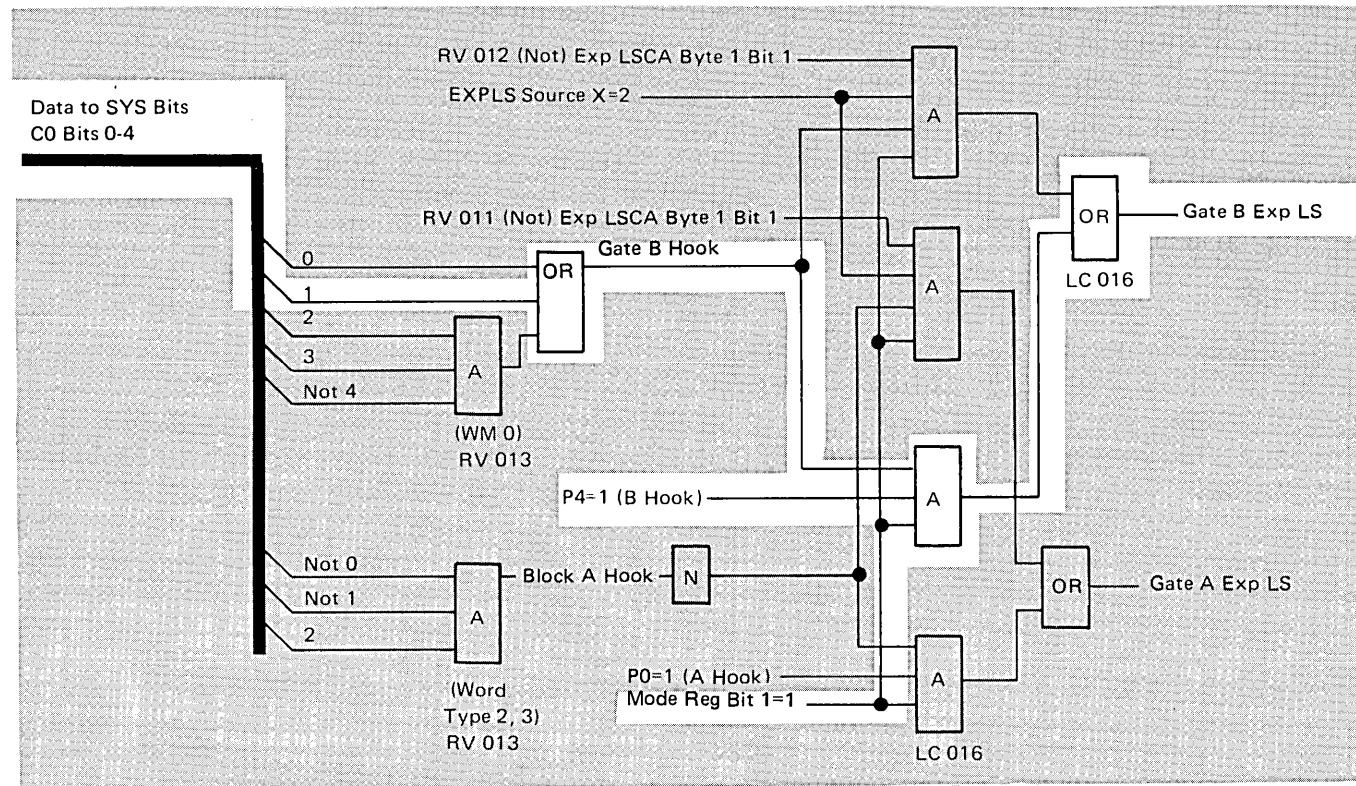 RV 012 (Not) Exp LSCA Byte 1 Bit 1
Data to SYS Bits
C0 Bits 0-4
EXPLS Source X=2
A
RV 011 (Not) Exp LSCA Byte 1 Bit 1
OR
Gate B Exp LS
LC 016
0
Gate B Hook
OR
1
2
A
3
A
Not 4
(WM 0)
RV 013
P4=1 (B Hook)
A
Not 0
Block A Hook
N
Not 1
A
OR
Gate A Exp LS
2
P0=1 (A Hook)
A
Mode Reg Bit 1=1
(Word
Type 2, 3)
RV 013
LC 016